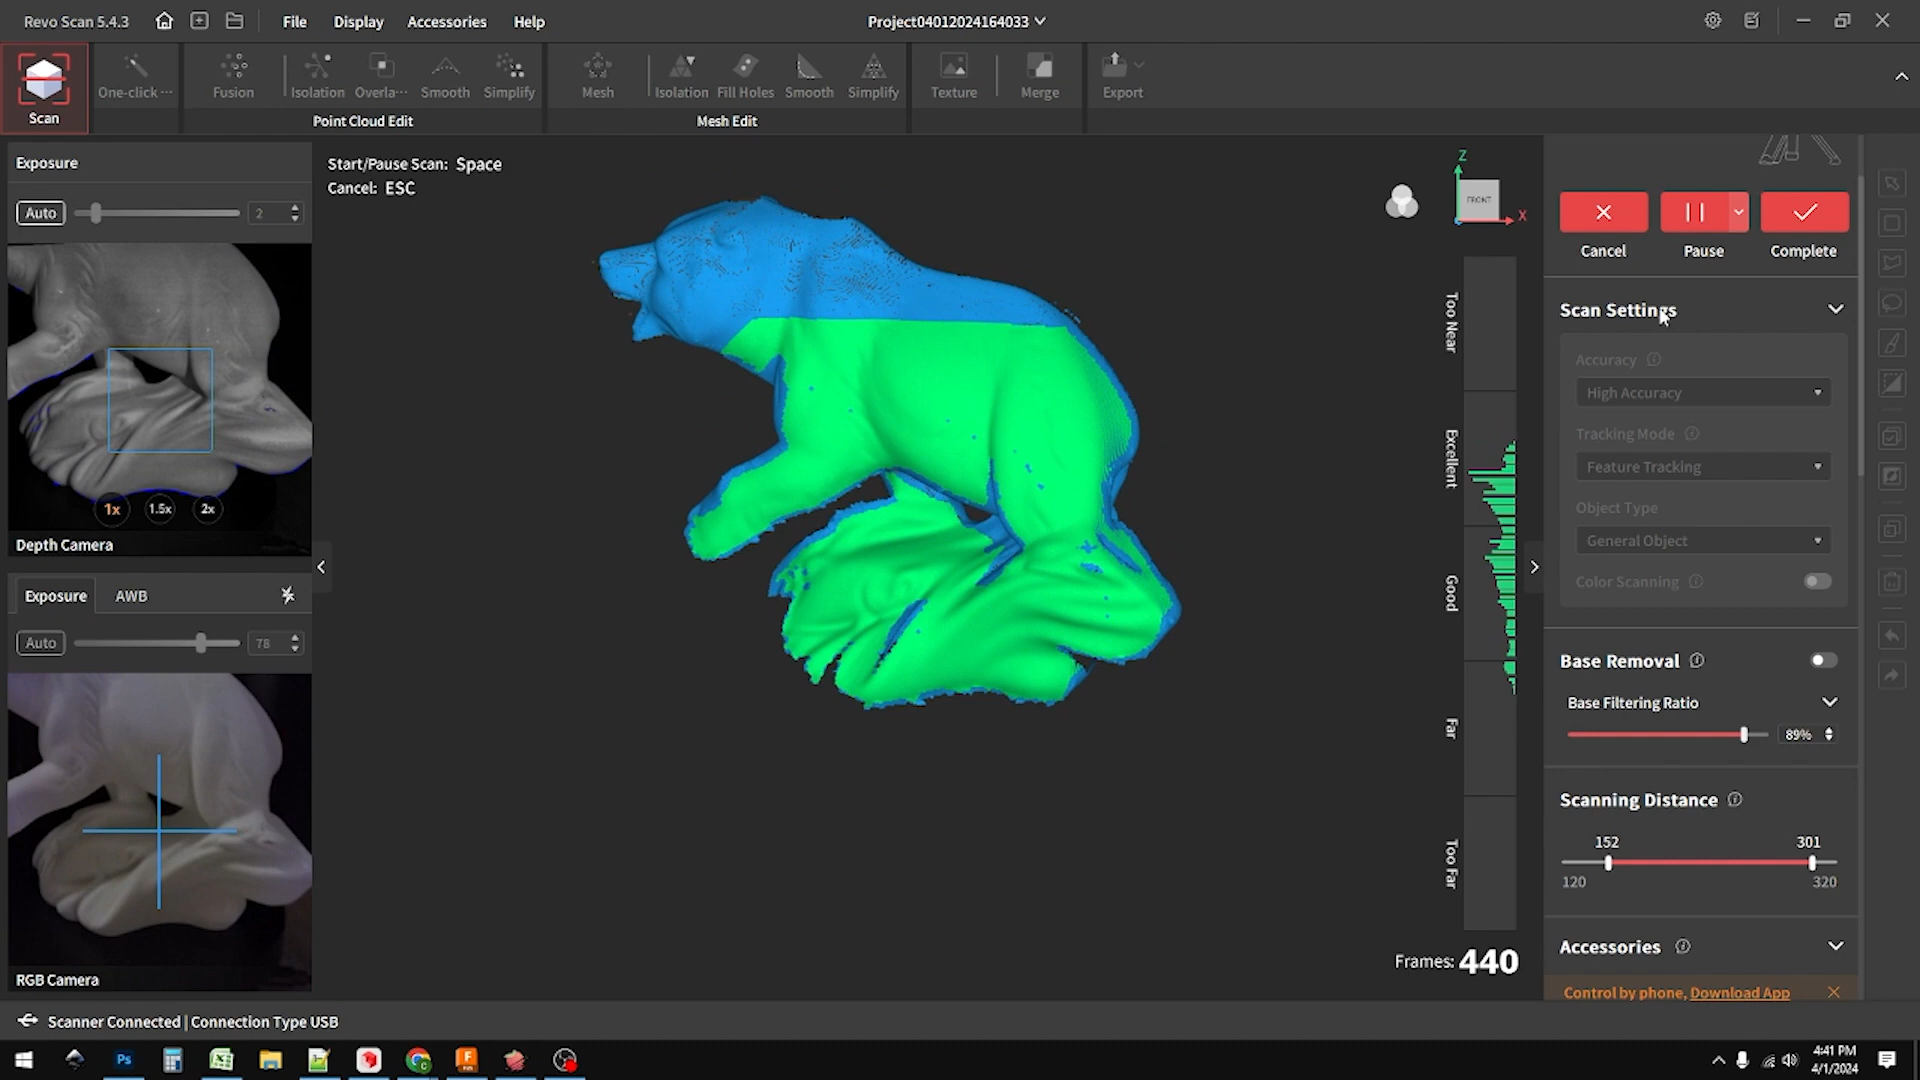 Revo Scan 5.4.3
File
Display
Accessories
Help
Project04012024164033
Scan
One-click ···
Fusion
Isolation
Overla···
Smooth
Simplify
Point Cloud Edit
Mesh
Isolation
Fill Holes
Smooth
Simplify
Mesh Edit
Texture
Merge
Export
Exposure
Auto
2
1x
1.5x
2x
Depth Camera
Exposure
AWB
Auto
78
RGB Camera
Start/Pause Scan: Space
Cancel: ESC
Z
FRONT
X
Too Near
Excellent
Good
Far
Too Far
Frames: 440
Cancel
Pause
Complete
Scan Settings
Accuracy
High Accuracy
Tracking Mode
Feature Tracking
Object Type
General Object
Color Scanning
Base Removal
Base Filtering Ratio
89%
Scanning Distance
152
301
120
320
Accessories
Control by phone, Download App
Scanner Connected | Connection Type USB
Ps
F
4:41 PM
4/1/2024